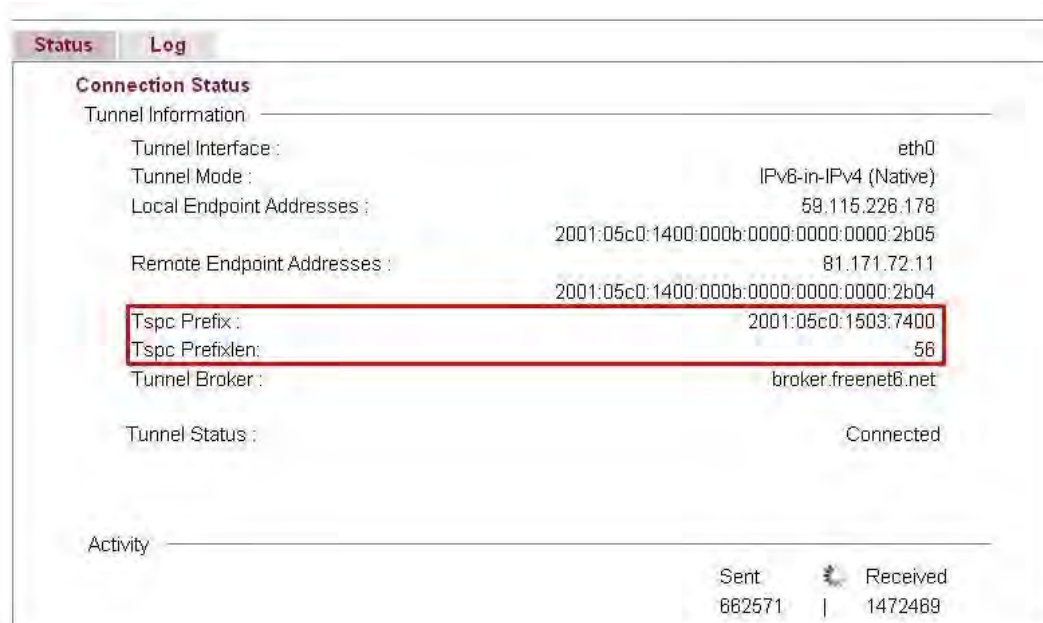 Status Log
Connection Status
Tunnel Information
Tunnel Interface : eth0
Tunnel Mode : IPv6-in-IPv4 (Native)
Local Endpoint Addresses : 59.115.226.178
2001:05c0:1400:000b:0000:0000:0000:2b05
Remote Endpoint Addresses : 81.171.72.11
2001:05c0:1400:000b:0000:0000:0000:2b04
Tspc Prefix : 2001:05c0:1503:7400
Tspc Prefixlen: 56
Tunnel Broker : broker.freenet6.net
Tunnel Status : Connected
Activity
Sent Received
662571 | 1472469